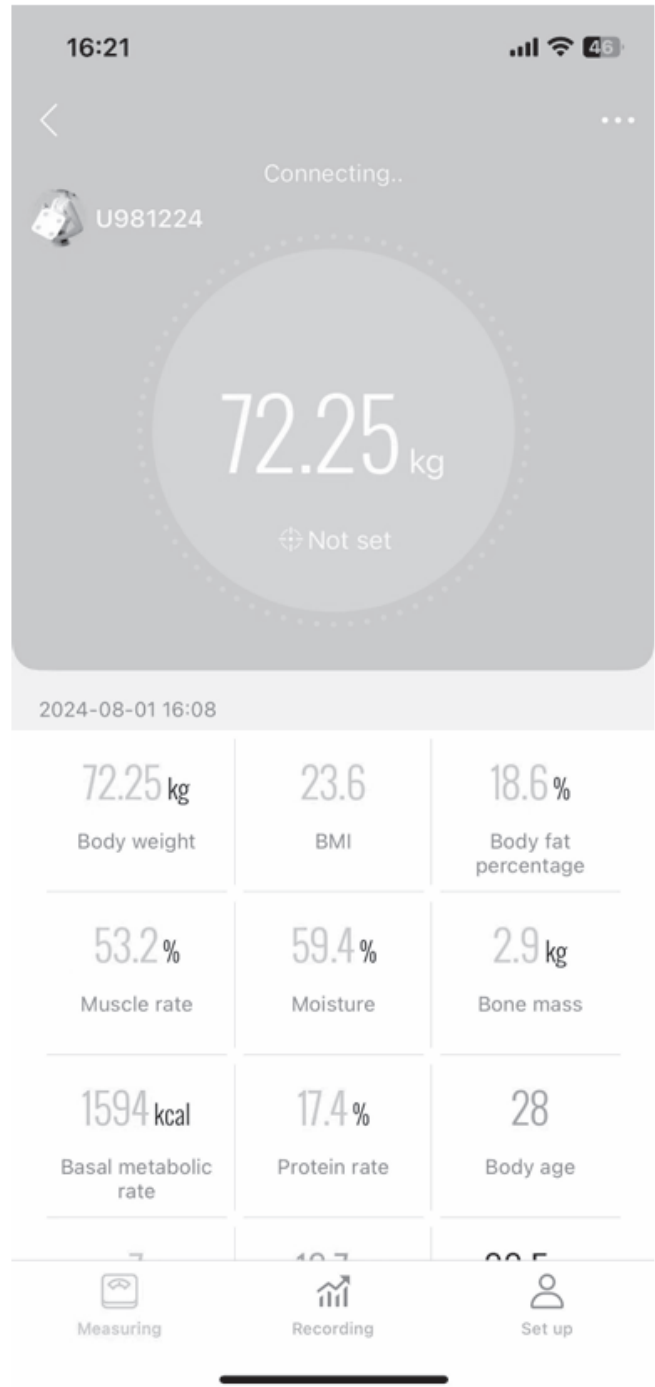 16:21
46
Connecting..
U981224
72.25 kg
Not set
2024-08-01 16:08
72.25 kg
23.6
18.6 %
Body weight
BMI
Body fat
percentage
53.2 %
59.4 %
2.9 kg
Muscle rate
Moisture
Bone mass
1594 kcal
17.4 %
28
Basal metabolic
rate
Protein rate
Body age
Measuring
Recording
Set up